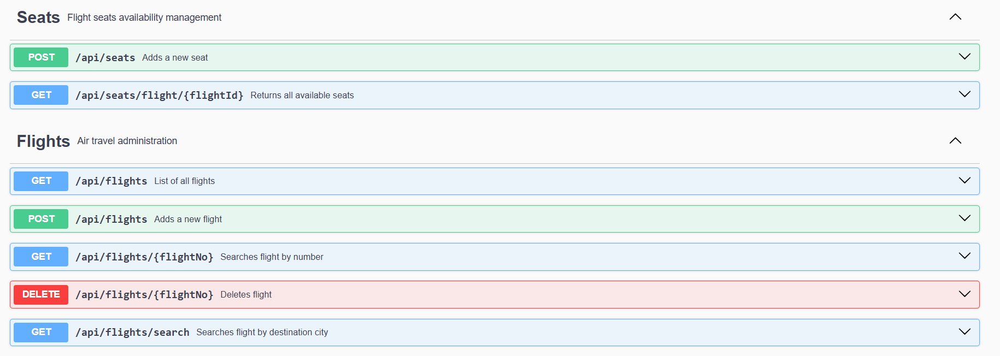 Seats Flight seats availability management
POST /api/seats Adds a new seat
GET /api/seats/flight/{flightId} Returns all available seats
Flights Air travel administration
GET /api/flights List of all flights
POST /api/flights Adds a new flight
GET /api/flights/{flightNo} Searches flight by number
DELETE /api/flights/{flightNo} Deletes flight
GET /api/flights/search Searches flight by destination city